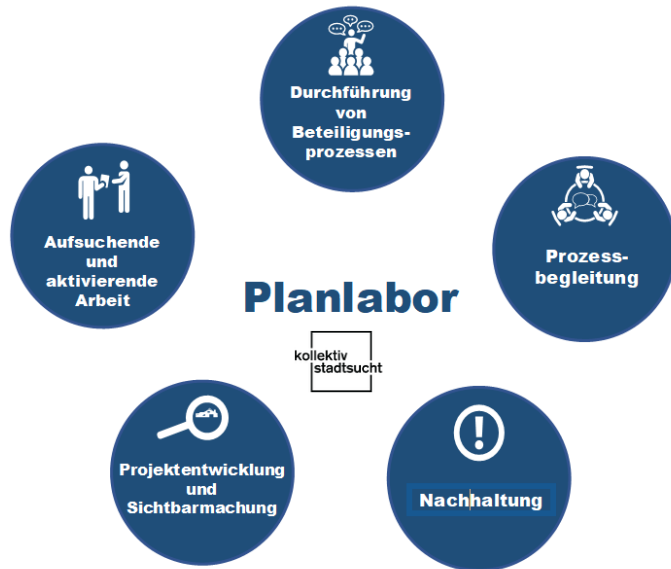 Durchführung
von
Beteiligungs-
prozessen
Aufsuchende
und
aktivierende
Arbeit
Prozess-
begleitung
Planlabor
kollektiv
stadtsucht
Projektentwicklung
und
Sichtbarmachung
!
Nachhaltung